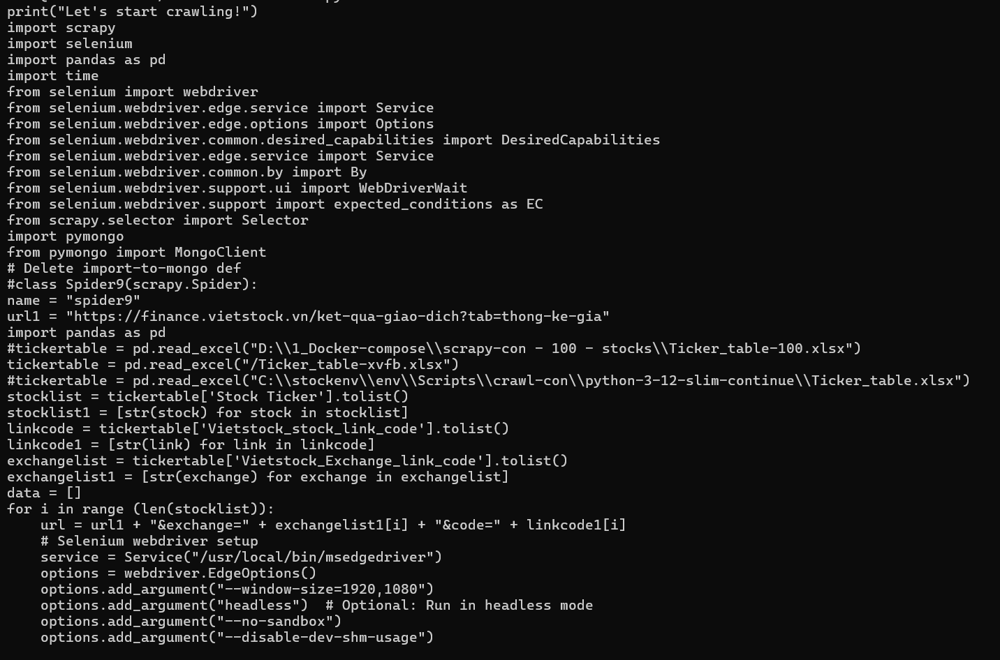 print("Let's start crawling!")
import scrapy
import selenium
import pandas as pd
import time
from selenium import webdriver
from selenium.webdriver.edge.service import Service
from selenium.webdriver.edge.options import Options
from selenium.webdriver.common.desired_capabilities import DesiredCapabilities
from selenium.webdriver.edge.service import Service
from selenium.webdriver.common.by import By
from selenium.webdriver.support.ui import WebDriverWait
from selenium.webdriver.support import expected_conditions as EC
from scrapy.selector import Selector
import pymongo
from pymongo import MongoClient
# Delete import-to-mongo def
#class Spider9(scrapy.Spider):
name = "spider9"
url1 = "https://finance.vietstock.vn/ket-qua-giao-dich?tab=thong-ke-gia"
import pandas as pd
#tickertable = pd.read_excel("D:\\1_Docker-compose\\scrapy-con - 100 - stocks\\Ticker_table-100.xlsx")
tickertable = pd.read_excel("/Ticker_table-xvfb.xlsx")
#tickertable = pd.read_excel("C:\\stockenv\\env\\Scripts\\crawl-con\\python-3-12-slim-continue\\Ticker_table.xlsx")
stocklist = tickertable['Stock Ticker'].tolist()
stocklist1 = [str(stock) for stock in stocklist]
linkcode = tickertable['Vietstock_stock_link_code'].tolist()
linkcode1 = [str(link) for link in linkcode]
exchangelist = tickertable['Vietstock_Exchange_link_code'].tolist()
exchangelist1 = [str(exchange) for exchange in exchangelist]
data = []
for i in range (len(stocklist)):
    url = url1 + "&exchange=" + exchangelist1[i] + "&code=" + linkcode1[i]
    # Selenium webdriver setup
    service = Service("/usr/local/bin/msedgedriver")
    options = webdriver.EdgeOptions()
    options.add_argument("--window-size=1920,1080")
    options.add_argument("headless")  # Optional: Run in headless mode
    options.add_argument("--no-sandbox")
    options.add_argument("--disable-dev-shm-usage")